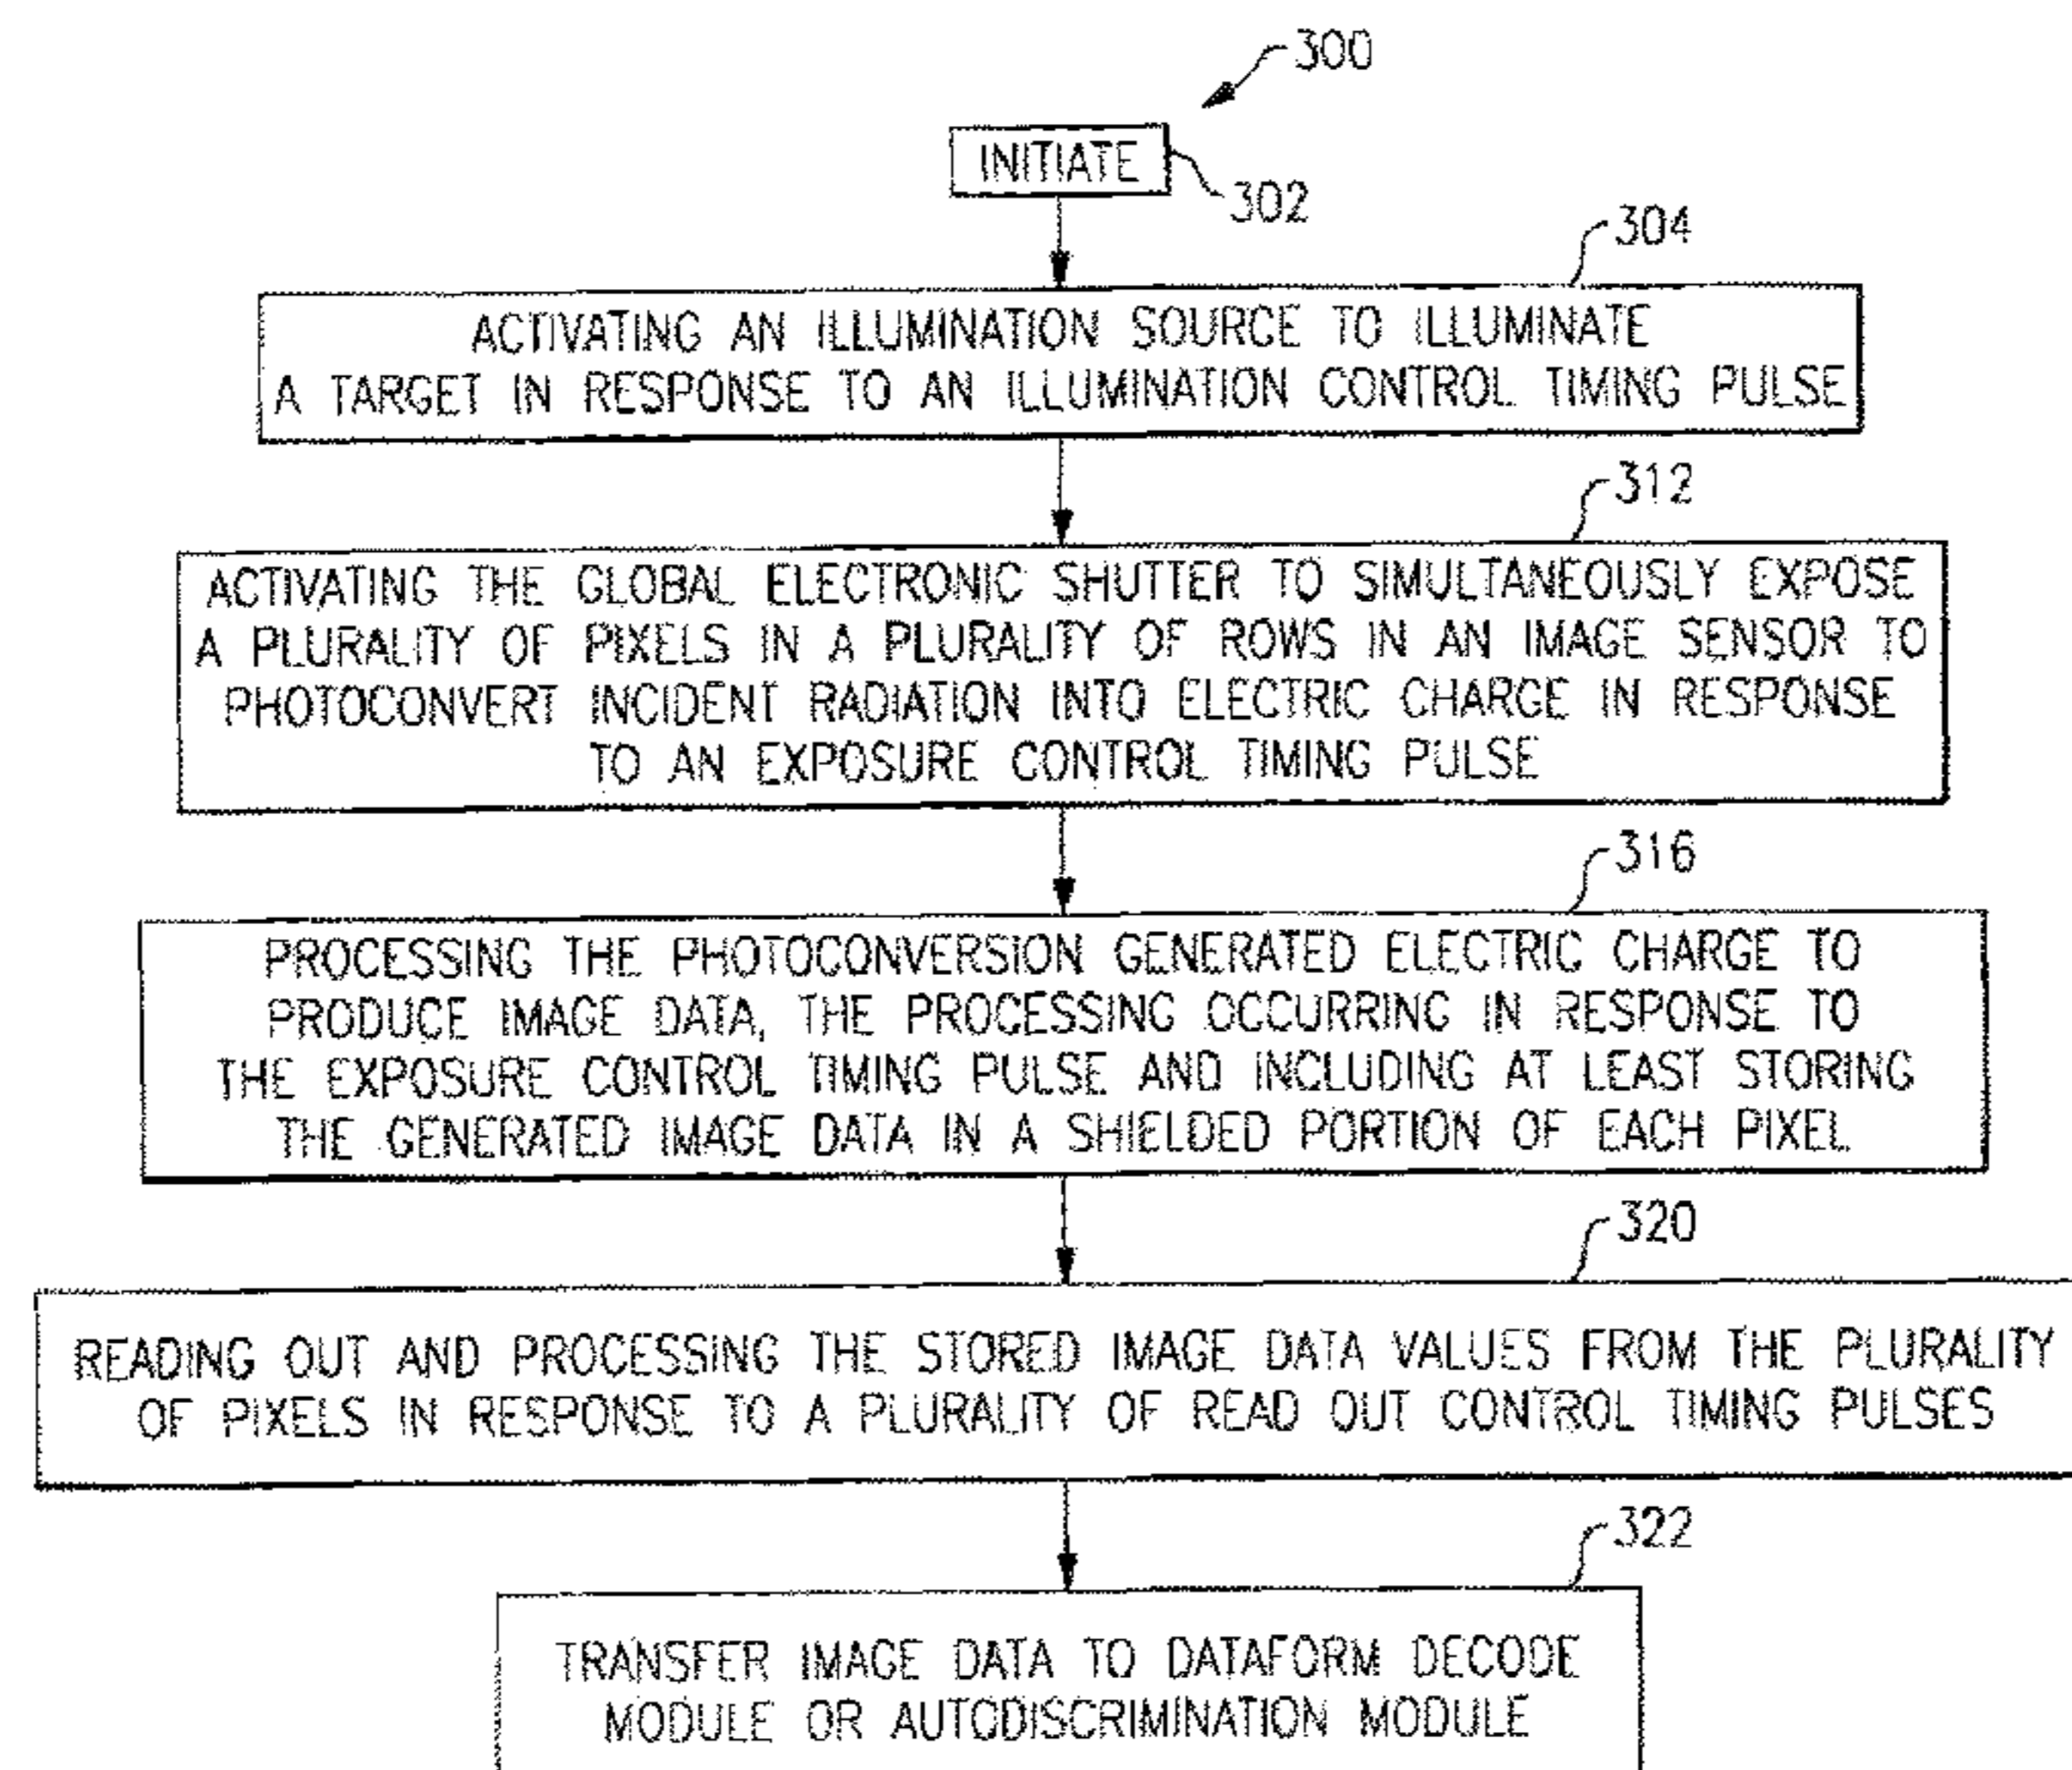 300
INITIATE
302
304
ACTIVATING AN ILLUMINATION SOURCE TO ILLUMINATE
A TARGET IN RESPONSE TO AN ILLUMINATION CONTROL TIMING PULSE
312
ACTIVATING THE GLOBAL ELECTRONIC SHUTTER TO SIMULTANEOUSLY EXPOSE
A PLURALITY OF PIXELS IN A PLURALITY OF ROWS IN AN IMAGE SENSOR TO
PHOTOCONVERT INCIDENT RADIATION INTO ELECTRIC CHARGE IN RESPONSE
TO AN EXPOSURE CONTROL TIMING PULSE
316
PROCESSING THE PHOTOCONVERSION GENERATED ELECTRIC CHARGE TO
PRODUCE IMAGE DATA, THE PROCESSING OCCURRING IN RESPONSE TO
THE EXPOSURE CONTROL TIMING PULSE AND INCLUDING AT LEAST STORING
THE GENERATED IMAGE DATA IN A SHIELDED PORTION OF EACH PIXEL
320
READING OUT AND PROCESSING THE STORED IMAGE DATA VALUES FROM THE PLURALITY
OF PIXELS IN RESPONSE TO A PLURALITY OF READ OUT CONTROL TIMING PULSES
322
TRANSFER IMAGE DATA TO DATAFORM DECODE
MODULE OR AUTODISCRIMINATION MODULE